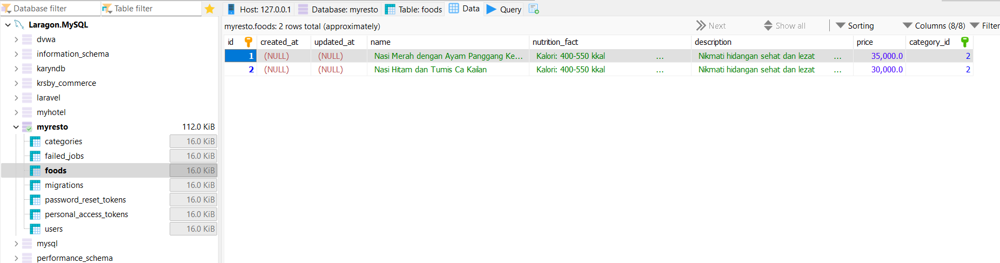 Database filter Table filter
Laragon.MySQL
dvwa
information_schema
karyndb
krsby_commerce
laravel
myhotel
myresto 112.0 KiB
categories 16.0 KiB
failed_jobs 16.0 KiB
foods 16.0 KiB
migrations 16.0 KiB
password_reset_tokens 16.0 KiB
personal_access_tokens 16.0 KiB
users 16.0 KiB
mysql
performance_schema
Host: 127.0.0.1 Database: myresto Table: foods Data Query
myresto.foods: 2 rows total (approximately) Next Show all Sorting Columns (8/8) Filter
id created_at updated_at name nutrition_fact description price category_id
1 (NULL) (NULL) Nasi Merah dengan Ayam Panggang Ke... Kalori: 400-550 kkal ... Nikmati hidangan sehat dan lezat ... 35,000.0 2
2 (NULL) (NULL) Nasi Hitam dan Tumis Ca Kailan Kalori: 400-550 kkal ... Nikmati hidangan sehat dan lezat ... 30,000.0 2